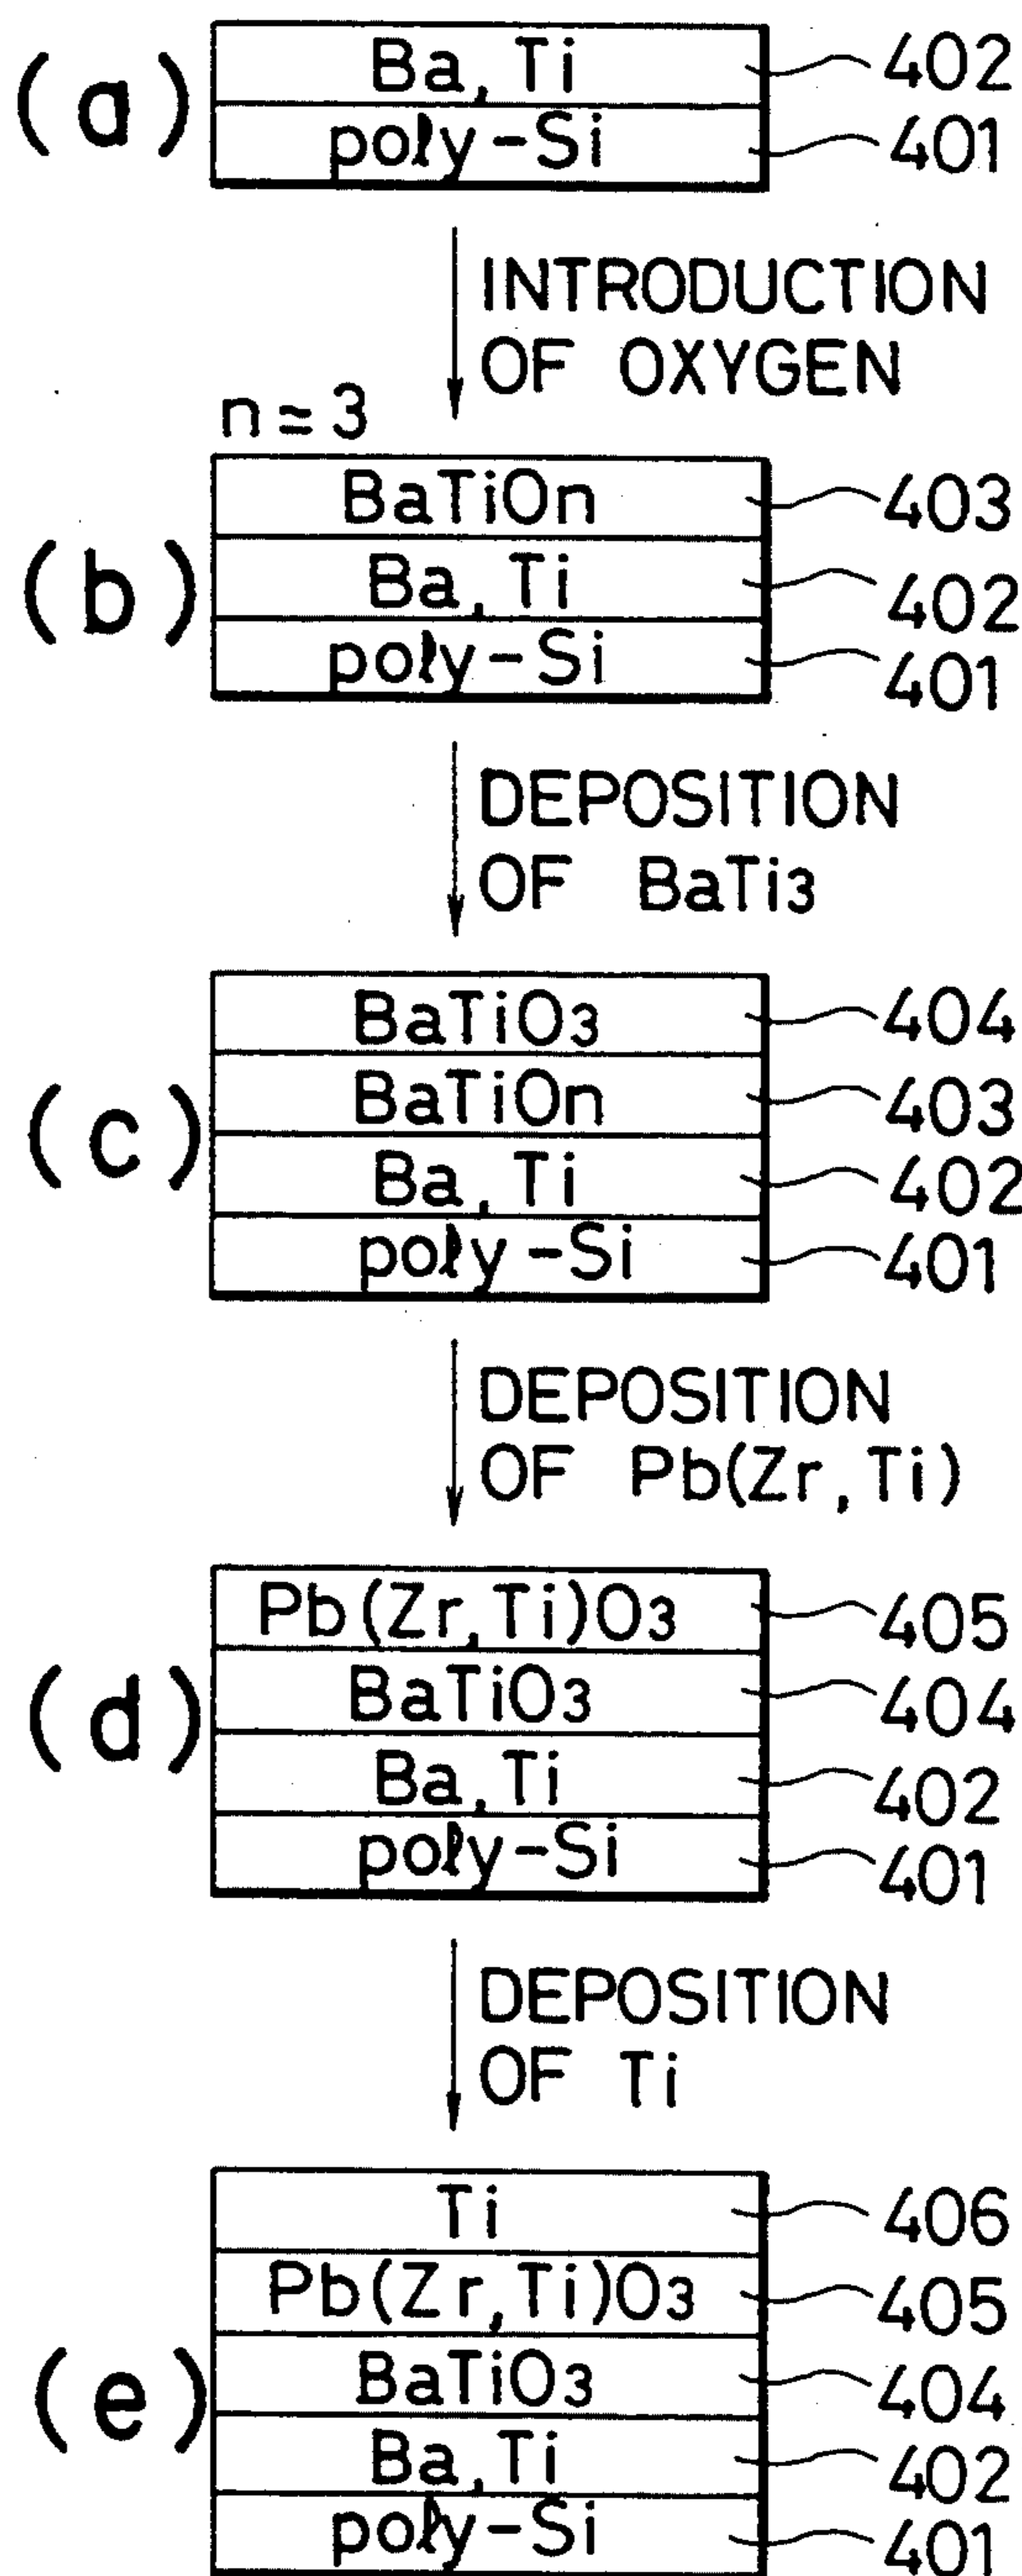 (a)
Ba, Ti 402
poly-Si 401
INTRODUCTION
OF OXYGEN
n≃3
(b)
BaTiOn 403
Ba, Ti 402
poly-Si 401
DEPOSITION
OF BaTi3
(c)
BaTiO3 404
BaTiOn 403
Ba, Ti 402
poly-Si 401
DEPOSITION
OF Pb(Zr, Ti)
(d)
Pb(Zr, Ti)O3 405
BaTiO3 404
Ba, Ti 402
poly-Si 401
DEPOSITION
OF Ti
(e)
Ti 406
Pb(Zr, Ti)O3 405
BaTiO3 404
Ba, Ti 402
poly-Si 401